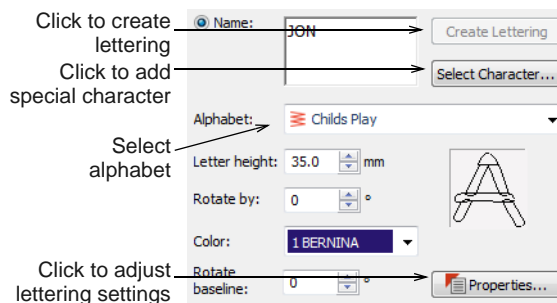 Click to create
lettering
Name:
JON
Create Lettering
Click to add
special character
Select Character...
Select
alphabet
Alphabet:
Childs Play
Letter height:
35.0
mm
Rotate by:
0
°
Color:
1 BERNINA
Click to adjust
lettering settings
Rotate
baseline:
0
°
Properties...